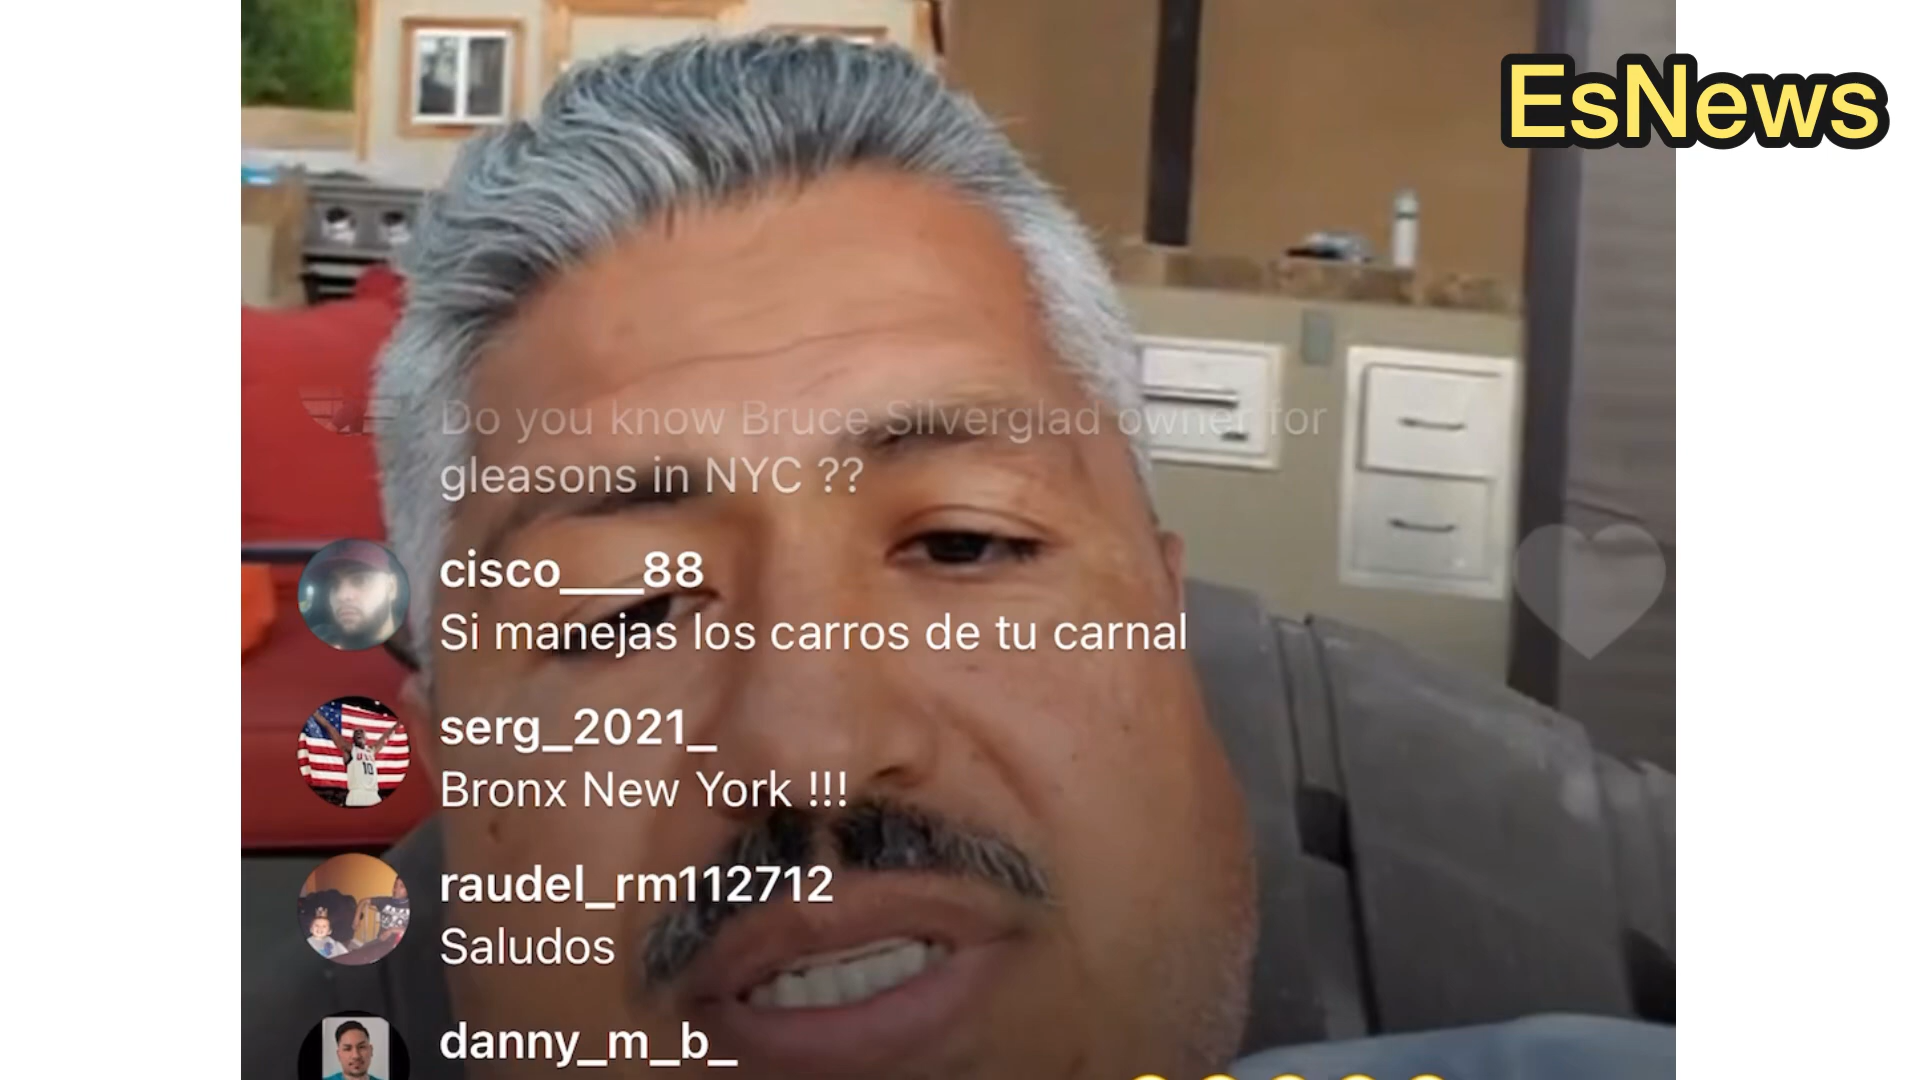 EsNews
Do you know Bruce Silverglad owner for
gleasons in NYC ??
cisco___88
Si manejas los carros de tu carnal
serg_2021_
Bronx New York !!!
raudel_rm112712
Saludos
danny_m_b_